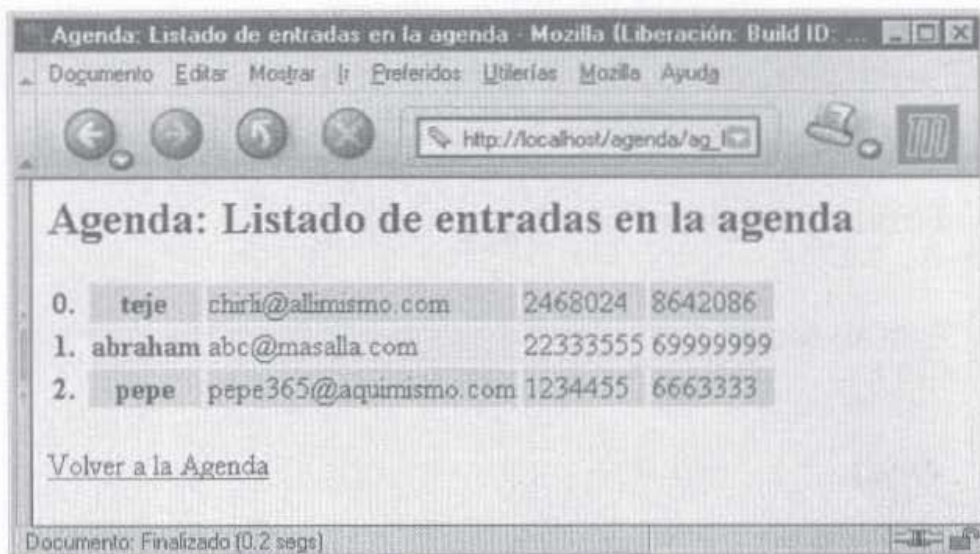 Agenda: Listado de entradas en la agenda - Mozilla (Liberación: Build ID: ...
Documento Editar Mostrar Ir Preferidos Utilerías Mozilla Ayuda
http://localhost/agenda/ag_l
Agenda: Listado de entradas en la agenda
0. teje chirli@allimismo.com 2468024 8642086
1. abraham abc@masalla.com 22333555 69999999
2. pepe pepe365@aquimismo.com 1234455 6663333
Volver a la Agenda
Documento: Finalizado (0.2 segs)